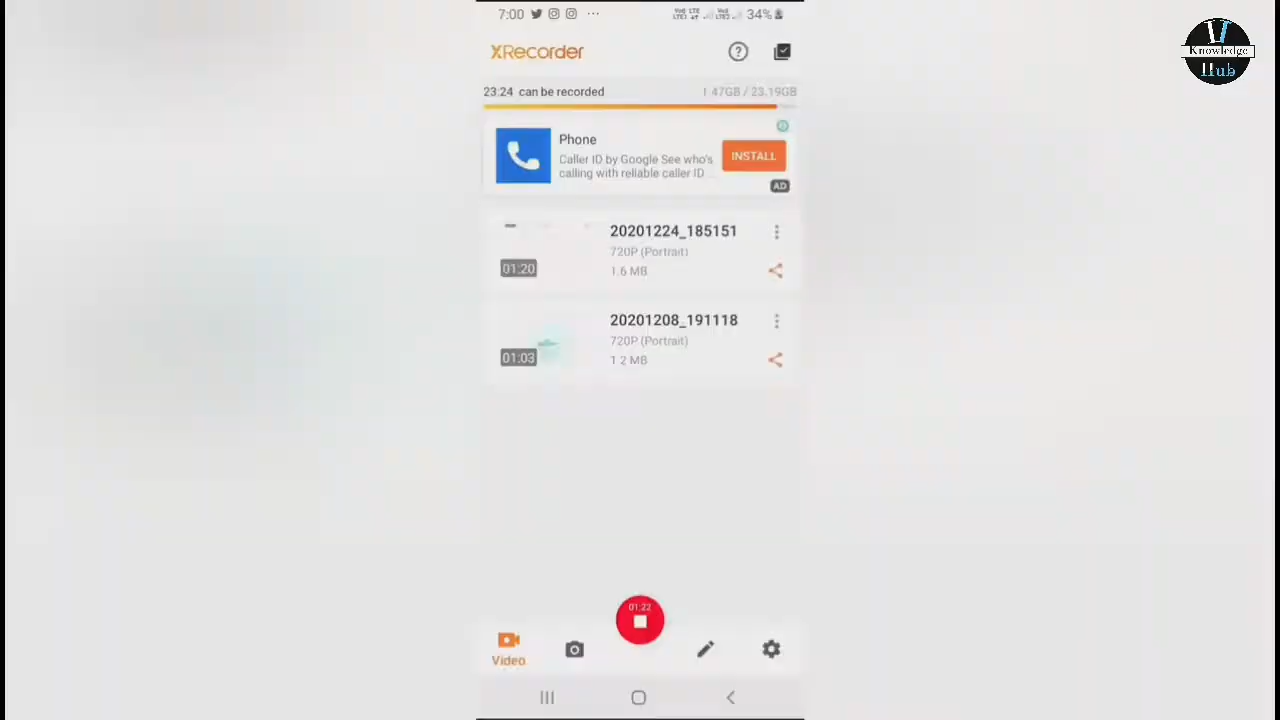 7:00 34%
XRecorder
23:24 can be recorded 1.47GB / 23.19GB
Phone
Caller ID by Google See who's
calling with reliable caller ID ...
INSTALL
AD
20201224_185151
720P (Portrait)
01:20
1.6 MB
20201208_191118
720P (Portrait)
01:03
1.2 MB
01:22
Video
Knowledge
Hub